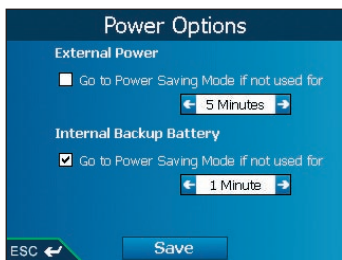 Power Options
External Power
Go to Power Saving Mode if not used for
5 Minutes
Internal Backup Battery
Go to Power Saving Mode if not used for
1 Minute
ESC Save